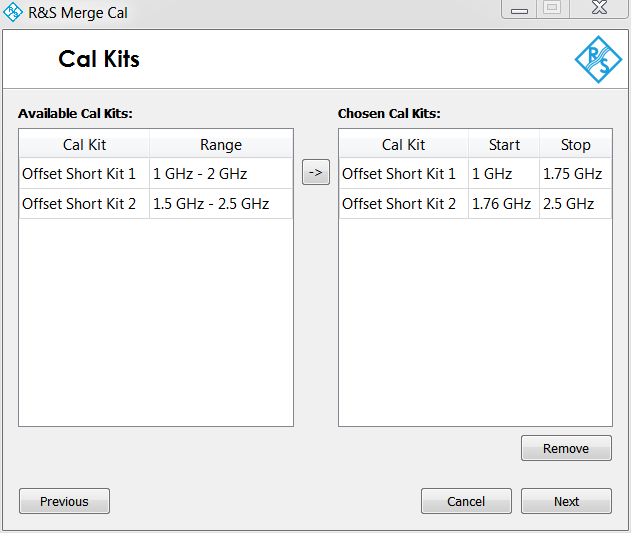 R&S Merge Cal
Cal Kits
R S
Available Cal Kits:
Cal Kit Range
Offset Short Kit 1 1 GHz - 2 GHz
Offset Short Kit 2 1.5 GHz - 2.5 GHz
->
Chosen Cal Kits:
Cal Kit Start Stop
Offset Short Kit 1 1 GHz 1.75 GHz
Offset Short Kit 2 1.76 GHz 2.5 GHz
Remove
Previous Cancel Next